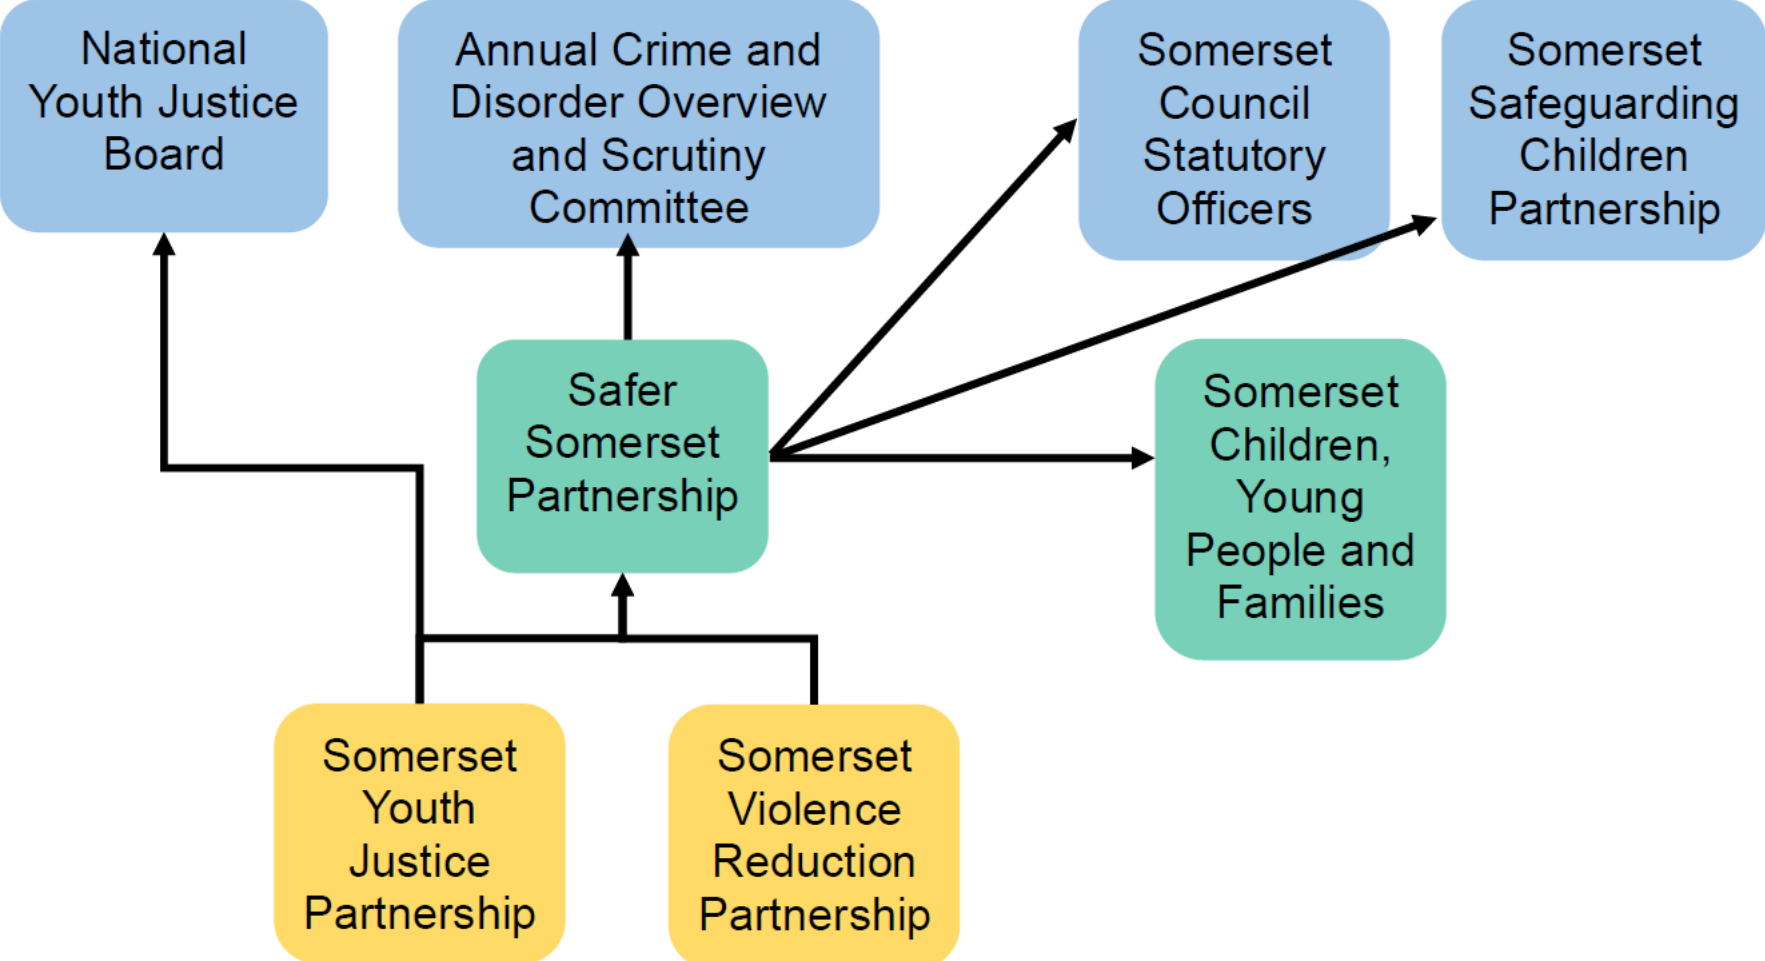 National
Youth Justice
Board
Annual Crime and
Disorder Overview
and Scrutiny
Committee
Somerset
Council
Statutory
Officers
Somerset
Safeguarding
Children
Partnership
Safer
Somerset
Partnership
Somerset
Children,
Young
People and
Families
Somerset
Youth
Justice
Partnership
Somerset
Violence
Reduction
Partnership